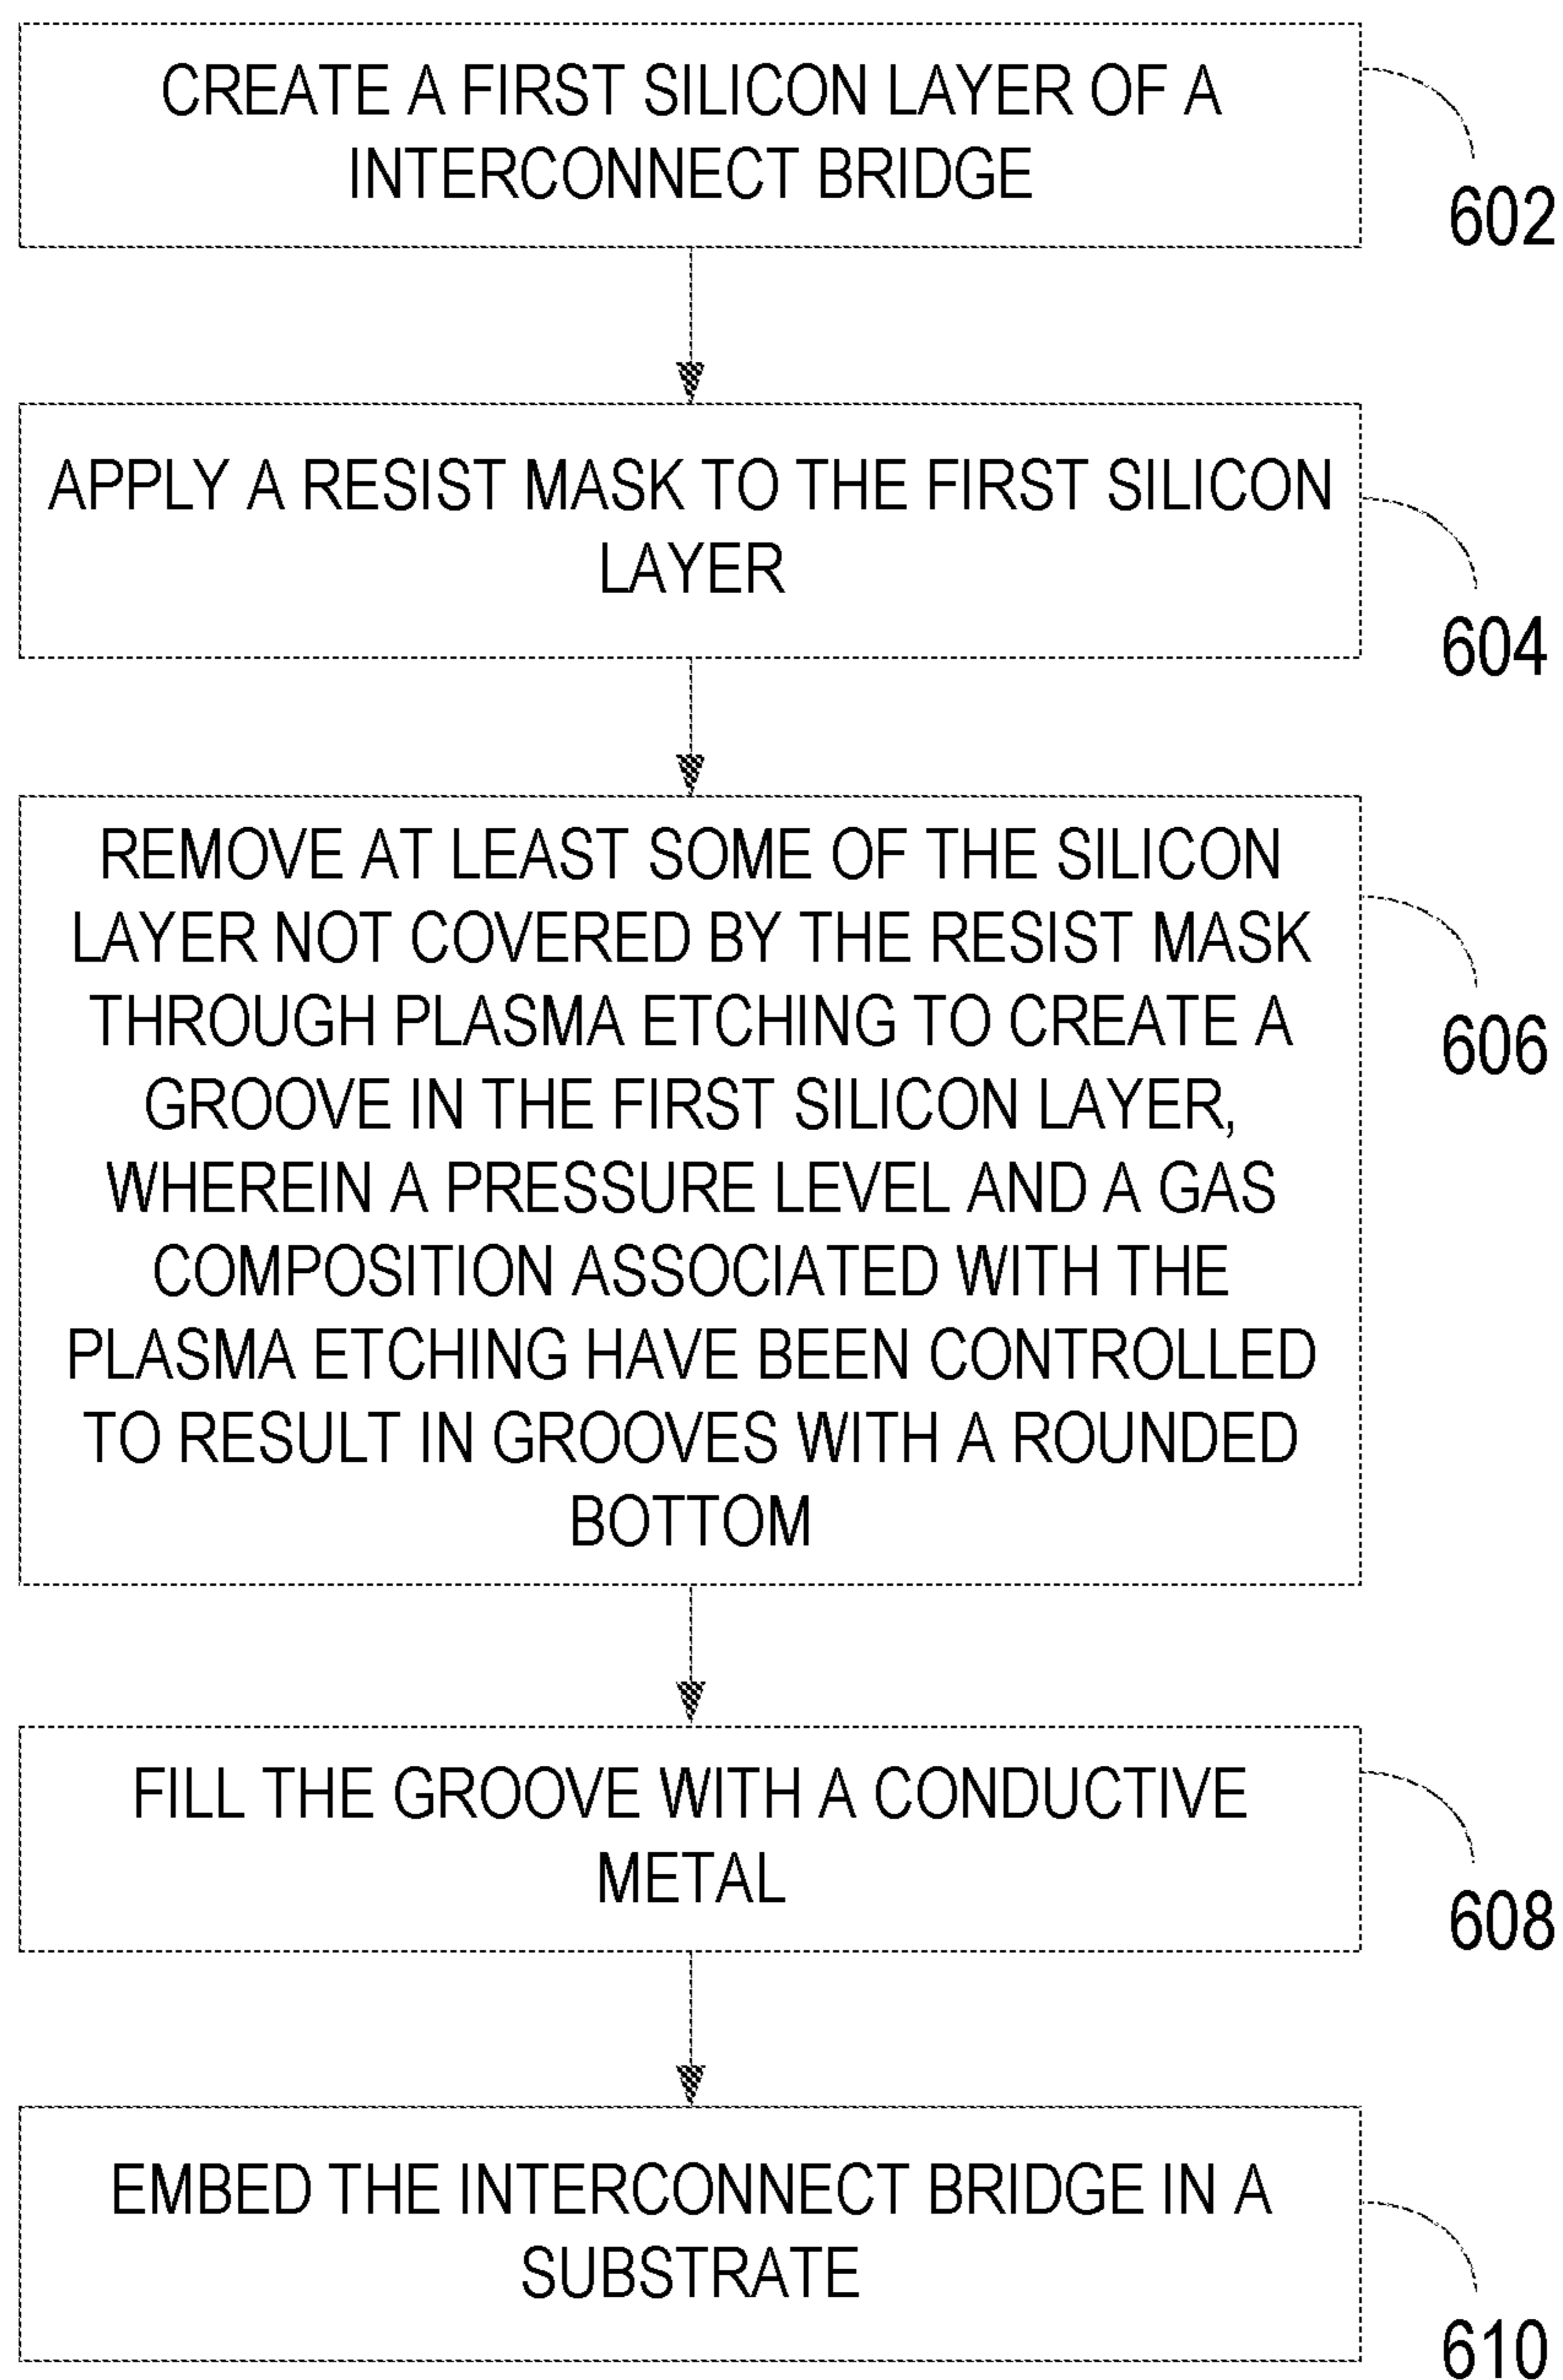 CREATE A FIRST SILICON LAYER OF A
INTERCONNECT BRIDGE
602
APPLY A RESIST MASK TO THE FIRST SILICON
LAYER
604
REMOVE AT LEAST SOME OF THE SILICON
LAYER NOT COVERED BY THE RESIST MASK
THROUGH PLASMA ETCHING TO CREATE A
GROOVE IN THE FIRST SILICON LAYER,
WHEREIN A PRESSURE LEVEL AND A GAS
COMPOSITION ASSOCIATED WITH THE
PLASMA ETCHING HAVE BEEN CONTROLLED
TO RESULT IN GROOVES WITH A ROUNDED
BOTTOM
606
FILL THE GROOVE WITH A CONDUCTIVE
METAL
608
EMBED THE INTERCONNECT BRIDGE IN A
SUBSTRATE
610